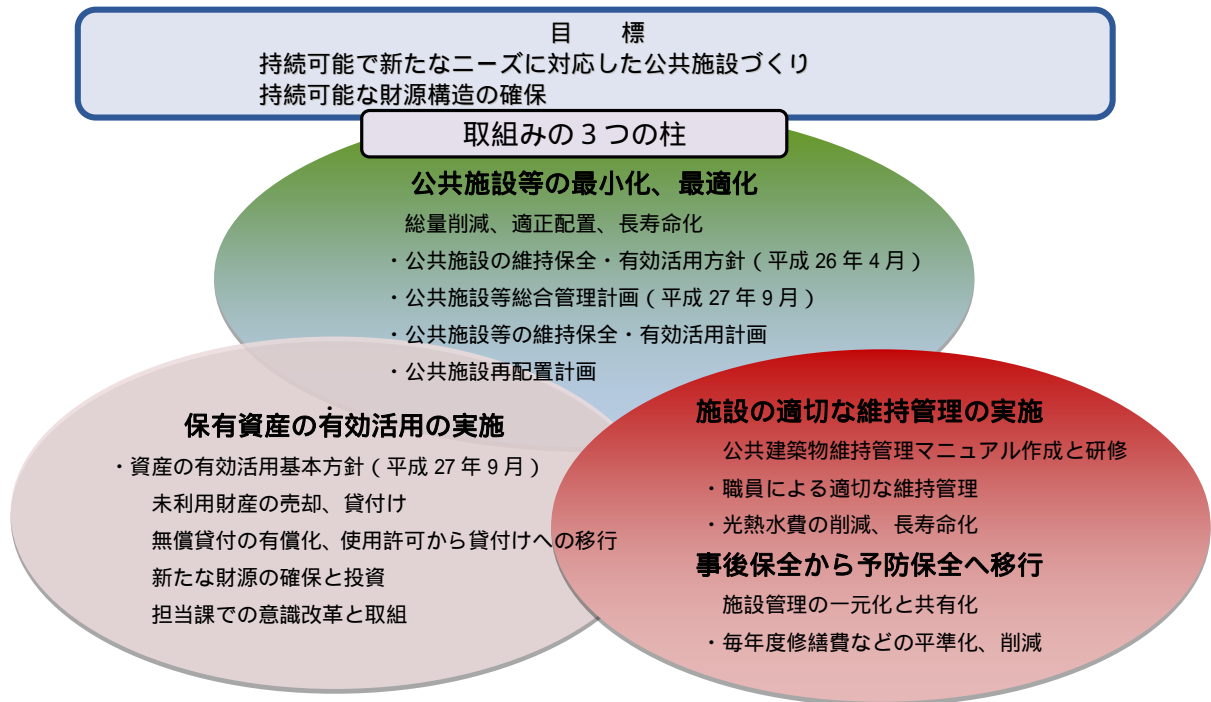 目　　標
持続可能で新たなニーズに対応した公共施設づくり
持続可能な財源構造の確保
取組みの３つの柱
公共施設等の最小化、最適化
総量削減、適正配置、長寿命化
・公共施設の維持保全・有効活用方針（平成 26 年 4 月）
・公共施設等総合管理計画（平成 27 年 9 月）
・公共施設等の維持保全・有効活用計画
・公共施設再配置計画
保有資産の有効活用の実施
・資産の有効活用基本方針（平成 27 年 9 月）
未利用財産の売却、貸付け
無償貸付の有償化、使用許可から貸付けへの移行
新たな財源の確保と投資
担当課での意識改革と取組
施設の適切な維持管理の実施
公共建築物維持管理マニュアル作成と研修
・職員による適切な維持管理
・光熱水費の削減、長寿命化
事後保全から予防保全へ移行
施設管理の一元化と共有化
・毎年度修繕費などの平準化、削減